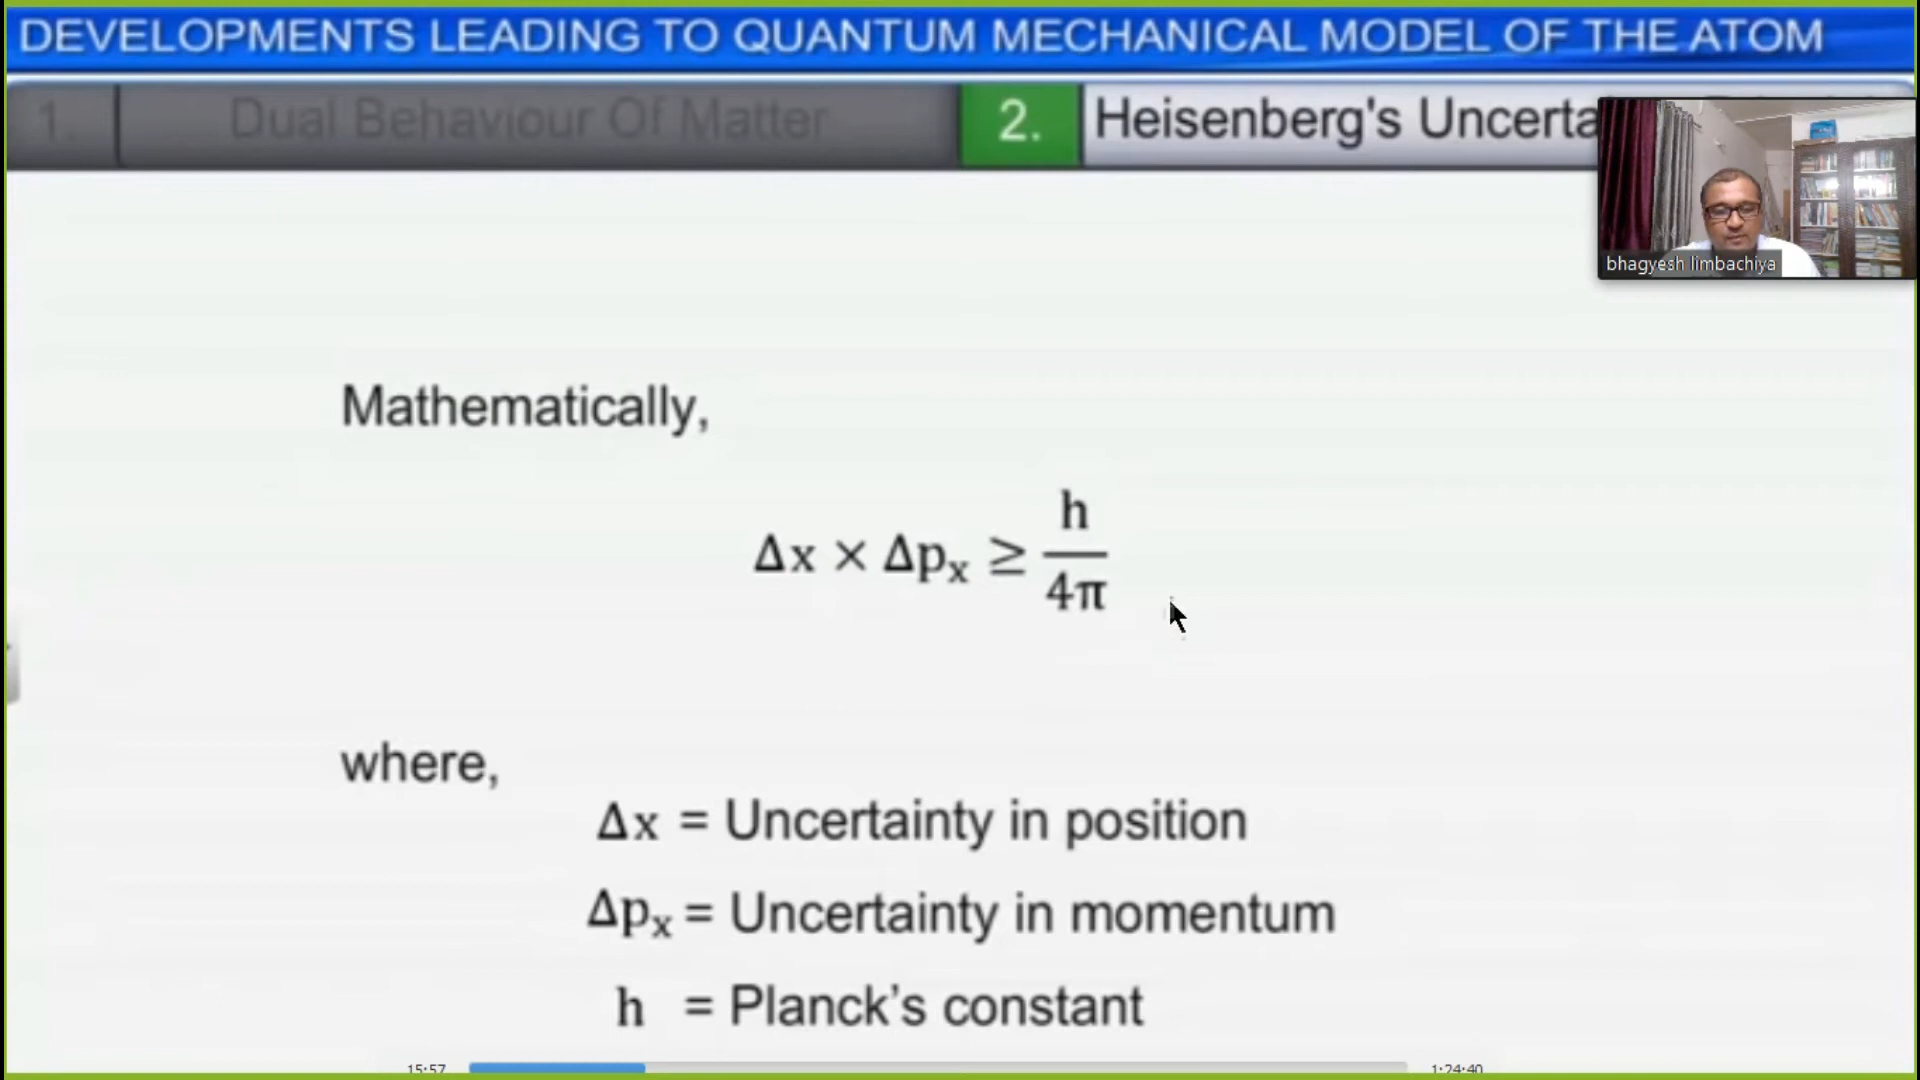 DEVELOPMENTS LEADING TO QUANTUM MECHANICAL MODEL OF THE ATOM
1. Dual Behaviour Of Matter 2. Heisenberg's
bhagyesh limbachiya
Mathematically,
Δx × Δpₓ ≥ h/4π
where,
Δx = Uncertainty in position
Δpₓ = Uncertainty in momentum
h = Planck’s constant
15:57 1:24:40